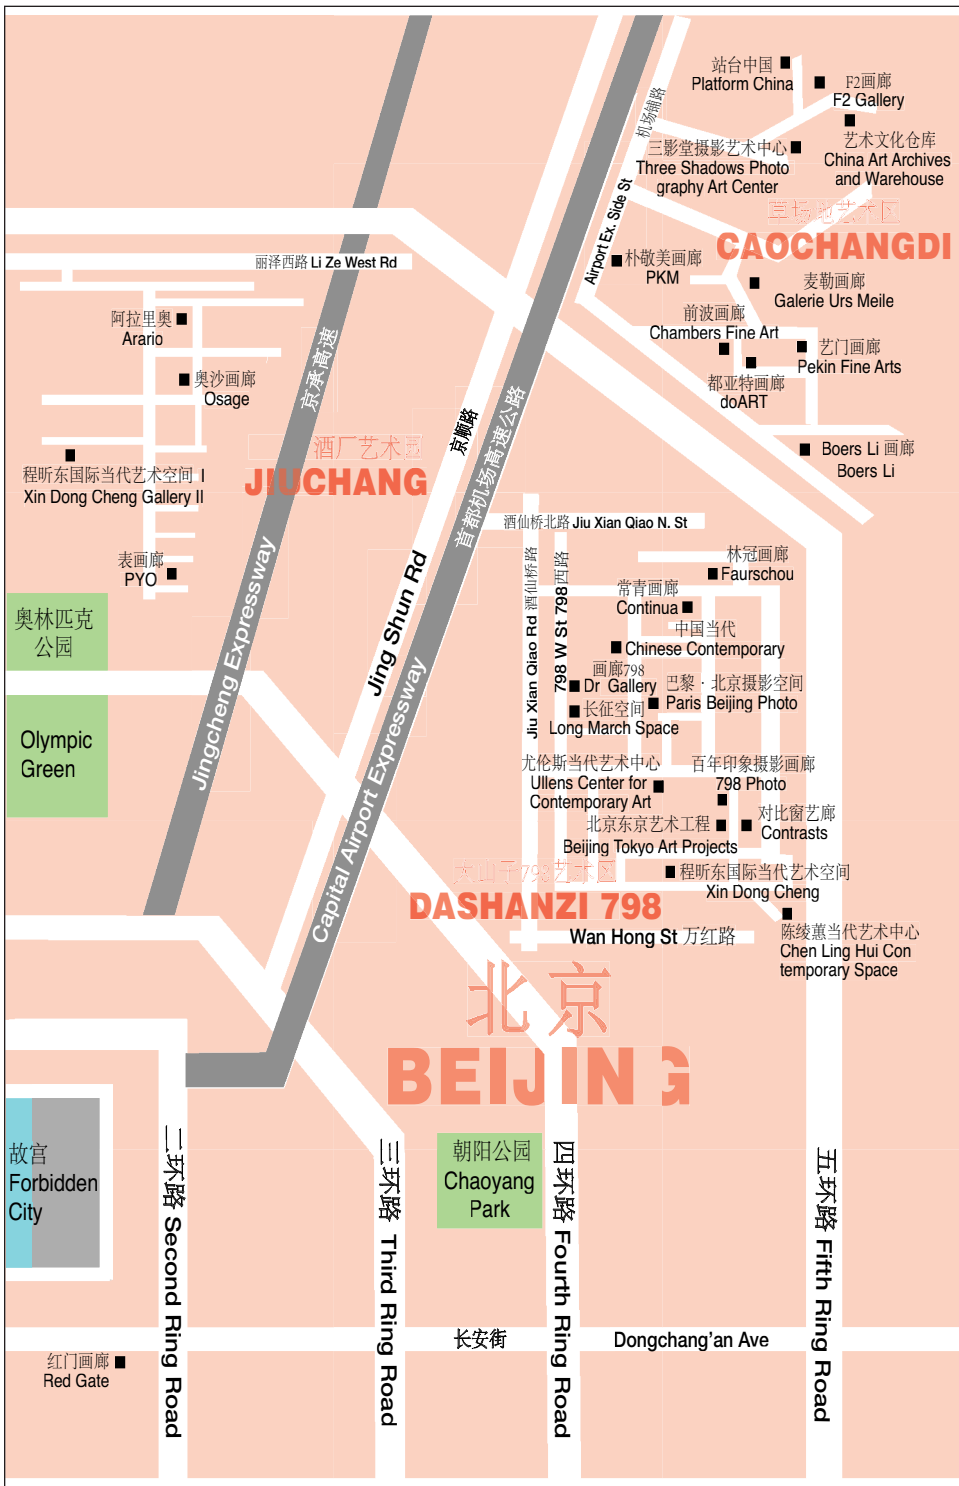 站台中国
Platform China
F2画廊
F2 Gallery
艺术文化仓库
China Art Archives
and Warehouse
机场辅路
Airport Ex. Side St
三影堂摄影艺术中心
Three Shadows Photo
graphy Art Center
草场地艺术区
CAOCHANGDI
丽泽西路 Li Ze West Rd
朴敬美画廊
PKM
麦勒画廊
Galerie Urs Meile
前波画廊
Chambers Fine Art
艺门画廊
Pekin Fine Arts
都亚特画廊
doART
阿拉里奥
Arario
奥沙画廊
Osage
京承高速
Jingcheng Expressway
京顺路
Jing Shun Rd
首都机场高速公路
Capital Airport Expressway
酒厂艺术园
JIUCHANG
Boers Li 画廊
Boers Li
程昕东国际当代艺术空间 I
Xin Dong Cheng Gallery II
酒仙桥北路 Jiu Xian Qiao N. St
表画廊
PYO
林冠画廊
Faurschou
常青画廊
Continua
中国当代
Chinese Contemporary
Jiu Xian Qiao Rd 酒仙桥路
798 W St 798西路
画廊798
Dr Gallery
巴黎 · 北京摄影空间
Paris Beijing Photo
长征空间
Long March Space
奥林匹克
公园
Olympic
Green
尤伦斯当代艺术中心
Ullens Center for
Contemporary Art
百年印象摄影画廊
798 Photo
北京东京艺术工程
Beijing Tokyo Art Projects
对比窗艺廊
Contrasts
大山子798艺术区
DASHANZI 798
程昕东国际当代艺术空间
Xin Dong Cheng
Wan Hong St 万红路
陈绫蕙当代艺术中心
Chen Ling Hui Con
temporary Space
北京
BEIJING
故宫
Forbidden
City
朝阳公园
Chaoyang
Park
二环路 Second Ring Road
三环路 Third Ring Road
四环路 Fourth Ring Road
五环路 Fifth Ring Road
长安街
Dongchang'an Ave
红门画廊
Red Gate